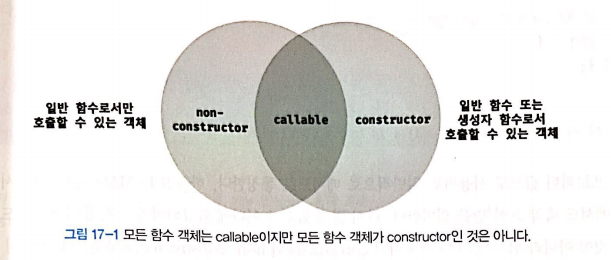 일반 함수로서만
호출할 수 있는 객체
non-
constructor
callable
constructor
일반 함수 또는
생성자 함수로서
호출할 수 있는 객체
그림 17-1 모든 함수 객체는 callable이지만 모든 함수 객체가 constructor인 것은 아니다.